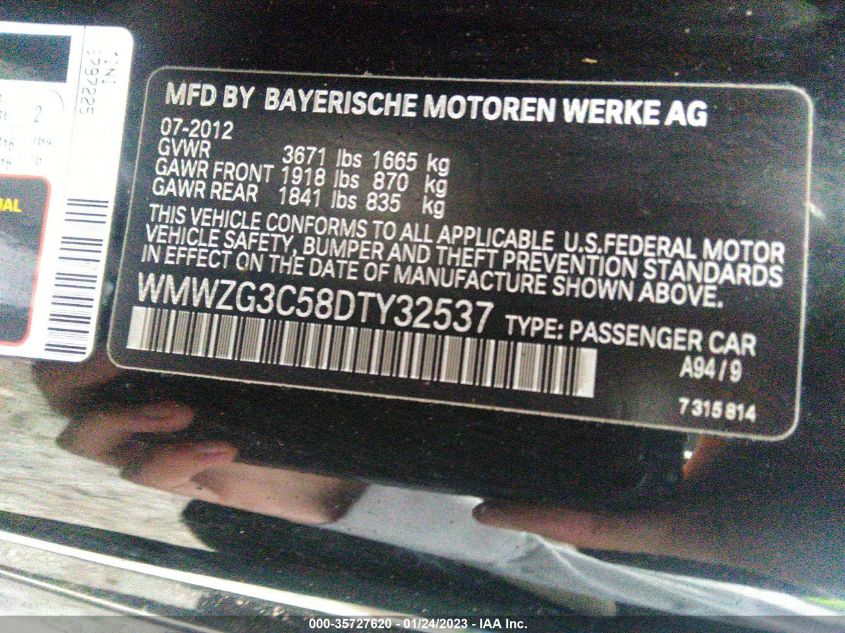 MFD BY BAYERISCHE MOTOREN WERKE AG
07-2012
GVWR 3671 lbs 1665 kg
GAWR FRONT 1918 lbs 870 kg
GAWR REAR 1841 lbs 835 kg
THIS VEHICLE CONFORMS TO ALL APPLICABLE U.S.FEDERAL MOTOR
VEHICLE SAFETY, BUMPER AND THEFT PREVENTION STANDARDS
IN EFFECT ON THE DATE OF MANUFACTURE SHOWN ABOVE.
WMWZG3C58DTY32537 TYPE: PASSENGER CAR
A94/9
7 315 814
2
lbs
000-35727620 - 01/24/2023 - IAA Inc.